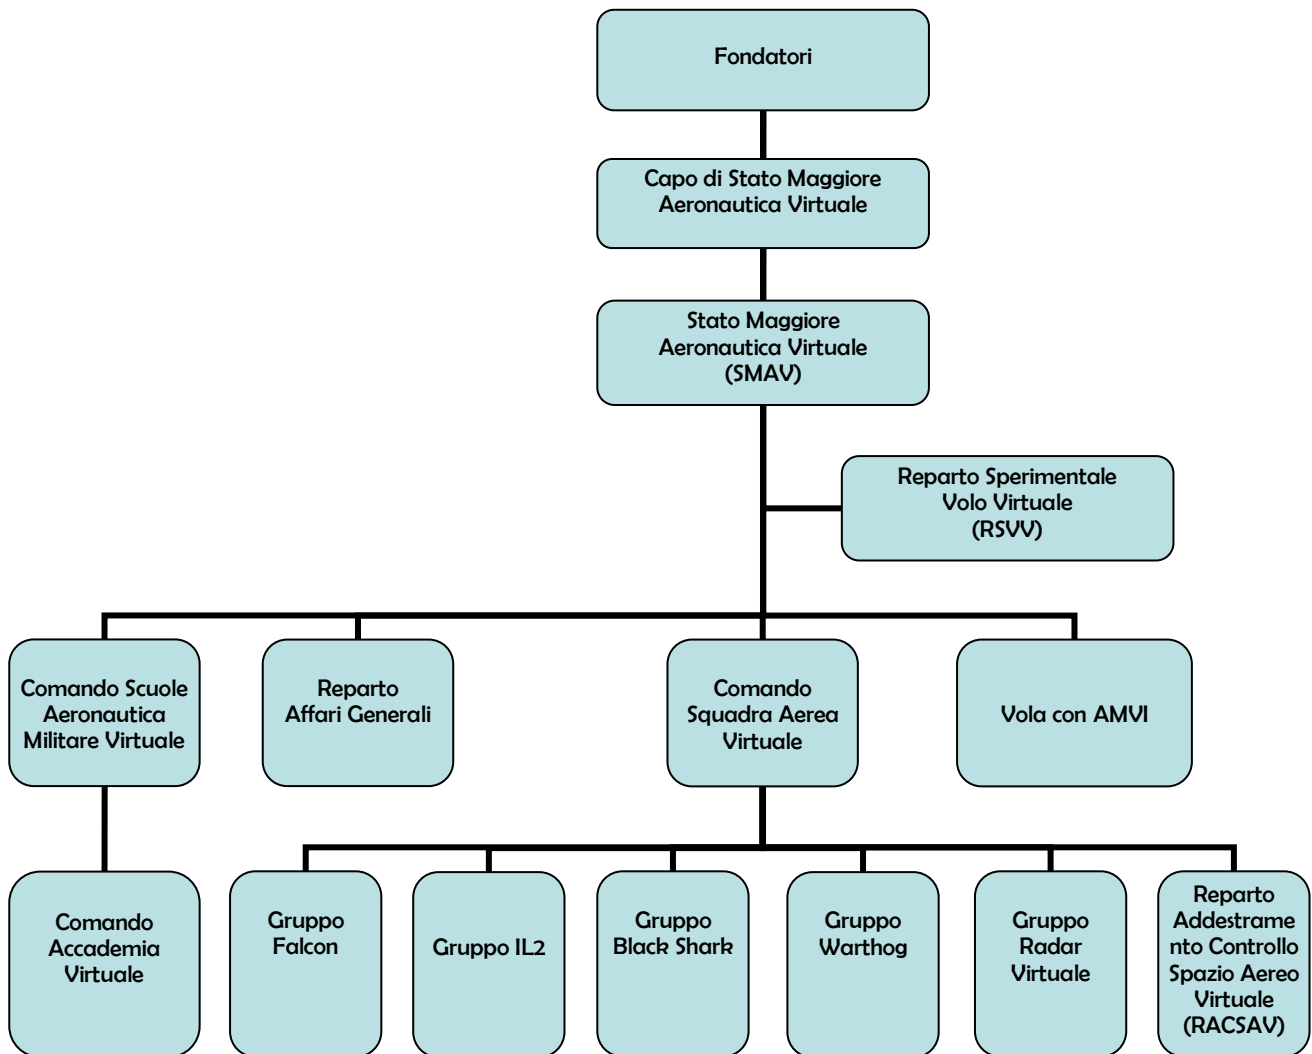 Fondatori
Capo di Stato Maggiore
Aeronautica Virtuale
Stato Maggiore
Aeronautica Virtuale
(SMAV)
Reparto Sperimentale
Volo Virtuale
(RSVV)
Comando Scuole
Aeronautica
Militare Virtuale
Reparto
Affari Generali
Comando
Squadra Aerea
Virtuale
Vola con AMVI
Comando
Accademia
Virtuale
Gruppo
Falcon
Gruppo IL2
Gruppo
Black Shark
Gruppo
Warthog
Gruppo
Radar
Virtuale
Reparto
Addestrame
nto Controllo
Spazio Aereo
Virtuale
(RACSAV)